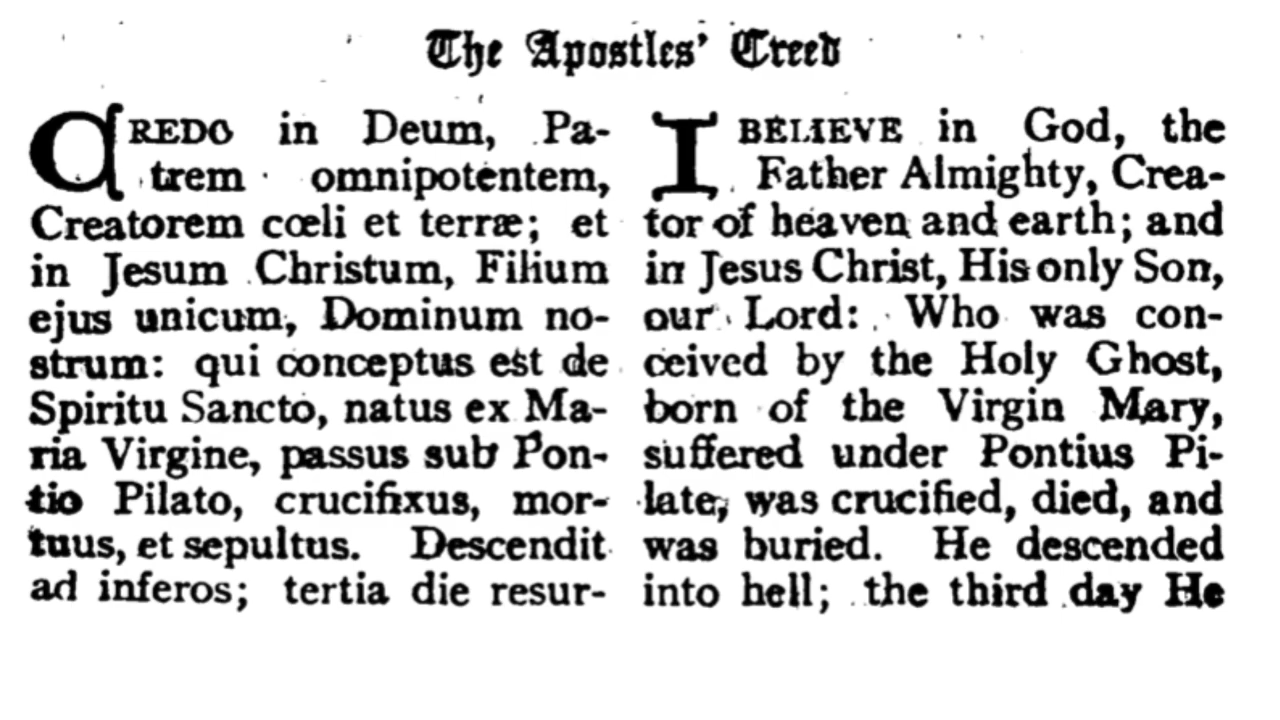 The Apostles' Creed
CREDO in Deum, Pa-
trem omnipotentem,
Creatorem cœli et terræ; et
in Jesum Christum, Filium
ejus unicum, Dominum no-
strum: qui conceptus est de
Spiritu Sancto, natus ex Ma-
ria Virgine, passus sub Pon-
tio Pilato, crucifixus, mor-
tuus, et sepultus. Descendit
ad inferos; tertia die resur-
I BELIEVE in God, the
Father Almighty, Crea-
tor of heaven and earth; and
in Jesus Christ, His only Son,
our Lord: Who was con-
ceived by the Holy Ghost,
born of the Virgin Mary,
suffered under Pontius Pi-
late, was crucified, died, and
was buried. He descended
into hell; the third day He